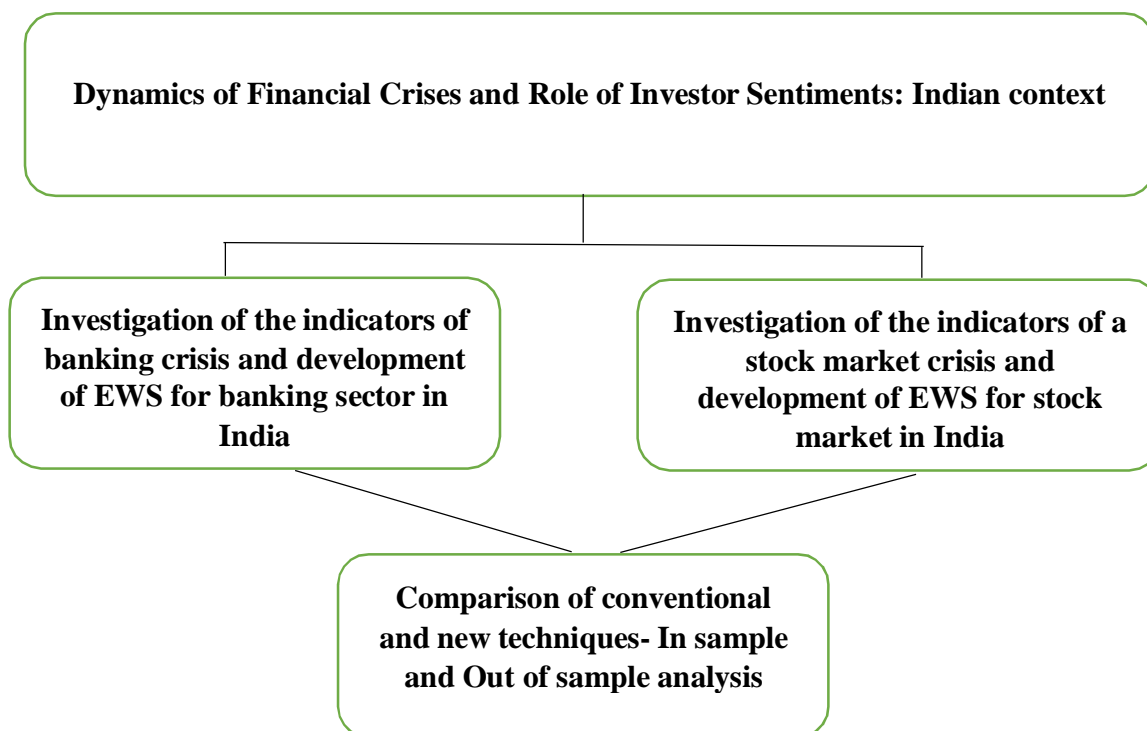 Dynamics of Financial Crises and Role of Investor Sentiments: Indian context
Investigation of the indicators of
banking crisis and development
of EWS for banking sector in
India
Investigation of the indicators of a
stock market crisis and
development of EWS for stock
market in India
Comparison of conventional
and new techniques- In sample
and Out of sample analysis